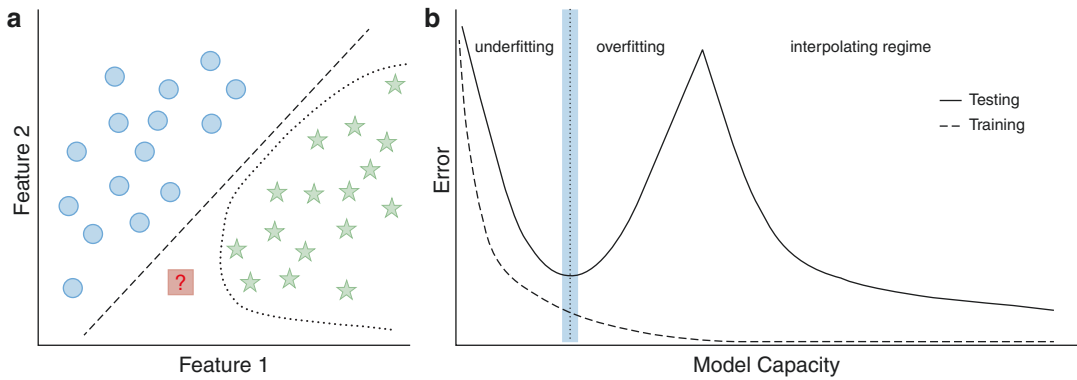 a
Feature 2
?
Feature 1
b
underfitting
overfitting
interpolating regime
Testing
Training
Error
Model Capacity